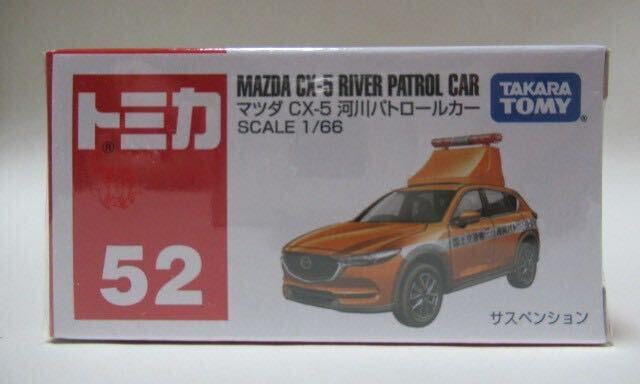 トミカ
®
52
MAZDA CX-5 RIVER PATROL CAR
マツダ CX-5 河川パトロールカー
SCALE 1/66
TAKARA
TOMY
®
サスペンション